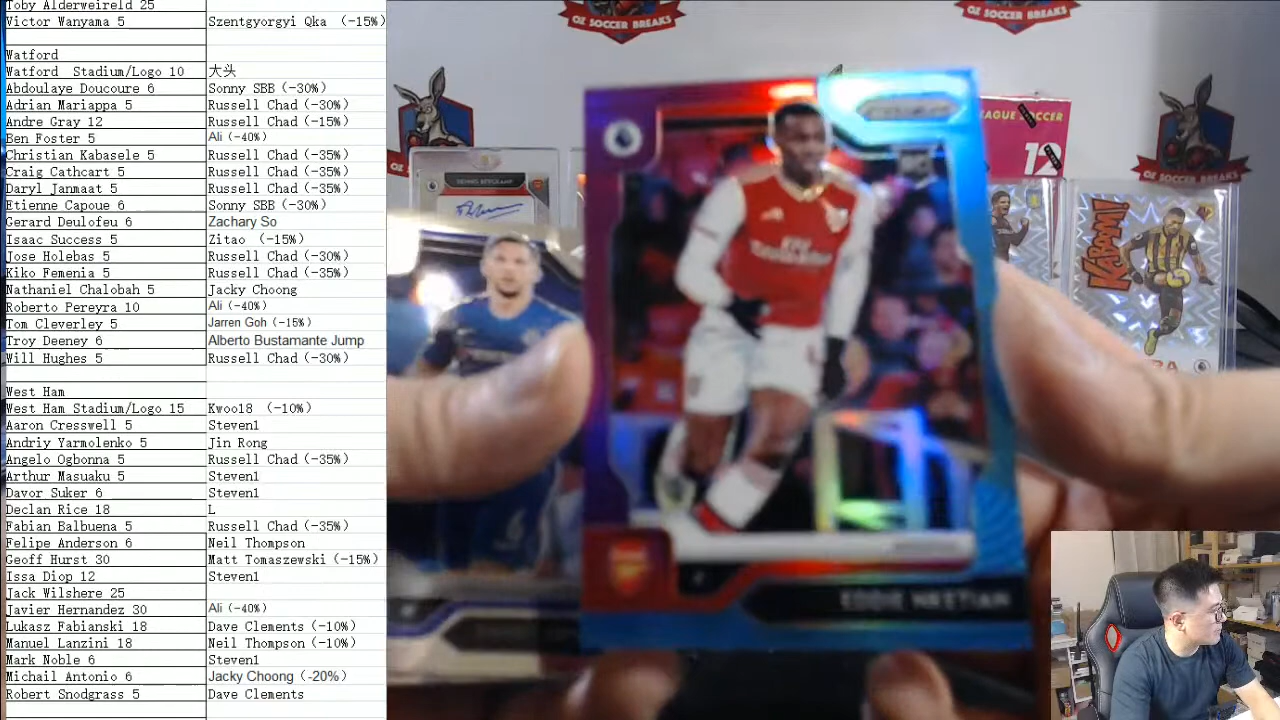 Toby Alderweireld 25
Victor Wanyama 5 Szentgyorgyi Qka (-15%)
Watford
Watford Stadium/Logo 10 大头
Abdoulaye Doucoure 6 Sonny SBB (-30%)
Adrian Mariappa 5 Russell Chad (-30%)
Andre Gray 12 Russell Chad (-15%)
Ben Foster 5 Ali (-40%)
Christian Kabasele 5 Russell Chad (-35%)
Craig Cathcart 5 Russell Chad (-35%)
Daryl Janmaat 5 Russell Chad (-35%)
Etienne Capoue 6 Sonny SBB (-30%)
Gerard Deulofeu 6 Zachary So
Isaac Success 5 Zitao (-15%)
Jose Holebas 5 Russell Chad (-30%)
Kiko Femenia 5 Russell Chad (-35%)
Nathaniel Chalobah 5 Jacky Choong
Roberto Pereyra 10 Ali (-40%)
Tom Cleverley 5 Jarren Goh (-15%)
Troy Deeney 6 Alberto Bustamante Jump
Will Hughes 5 Russell Chad (-30%)
West Ham
West Ham Stadium/Logo 15 Kwoo18 (-10%)
Aaron Cresswell 5 Steven1
Andriy Yarmolenko 5 Jin Rong
Angelo Ogbonna 5 Russell Chad (-35%)
Arthur Masuaku 5 Steven1
Davor Suker 6 Steven1
Declan Rice 18 L
Fabian Balbuena 5 Russell Chad (-35%)
Felipe Anderson 6 Neil Thompson
Geoff Hurst 30 Matt Tomaszewski (-15%)
Issa Diop 12 Steven1
Jack Wilshere 25
Javier Hernandez 30 Ali (-40%)
Lukasz Fabianski 18 Dave Clements (-10%)
Manuel Lanzini 18 Neil Thompson (-10%)
Mark Noble 6 Steven1
Michail Antonio 6 Jacky Choong (-20%)
Robert Snodgrass 5 Dave Clements
OZ SOCCER BREAKS
OZ SOCCER BREAKS
OZ SOCCER BREAKS
DENNIS BERGKAMP
EAGUE SOCCER
12
KABOOM!
EDDIE NKETIAH